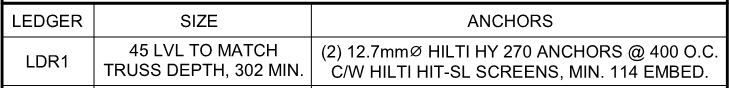 LEDGER SIZE ANCHORS
LDR1 45 LVL TO MATCH TRUSS DEPTH, 302 MIN. (2) 12.7mm∅ HILTI HY 270 ANCHORS @ 400 O.C. C/W HILTI HIT-SL SCREENS, MIN. 114 EMBED.